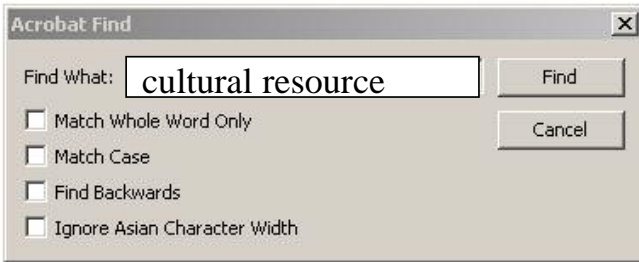 Acrobat Find
Find What: cultural resource Find
Match Whole Word Only Cancel
Match Case
Find Backwards
Ignore Asian Character Width